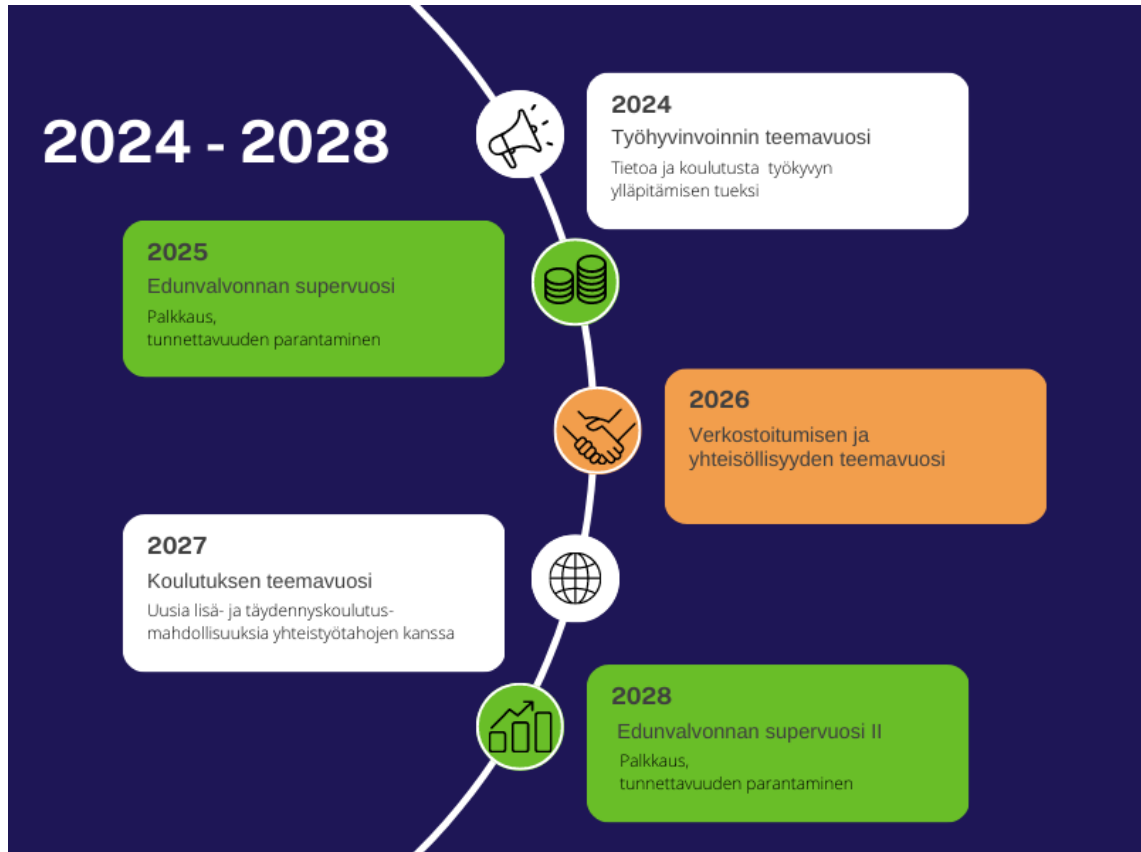 2024 - 2028
2024
Työhyvinvoinnin teemavuosi
Tietoa ja koulutusta työkyvyn
ylläpitämisen tueksi
2025
Edunvalvonnan supervuosi
Palkkaus,
tunnettavuuden parantaminen
2026
Verkostoitumisen ja
yhteisöllisyyden teemavuosi
2027
Koulutuksen teemavuosi
Uusia lisä- ja täydennyskoulutus-
mahdollisuuksia yhteistyötahojen kanssa
2028
Edunvalvonnan supervuosi II
Palkkaus,
tunnettavuuden parantaminen